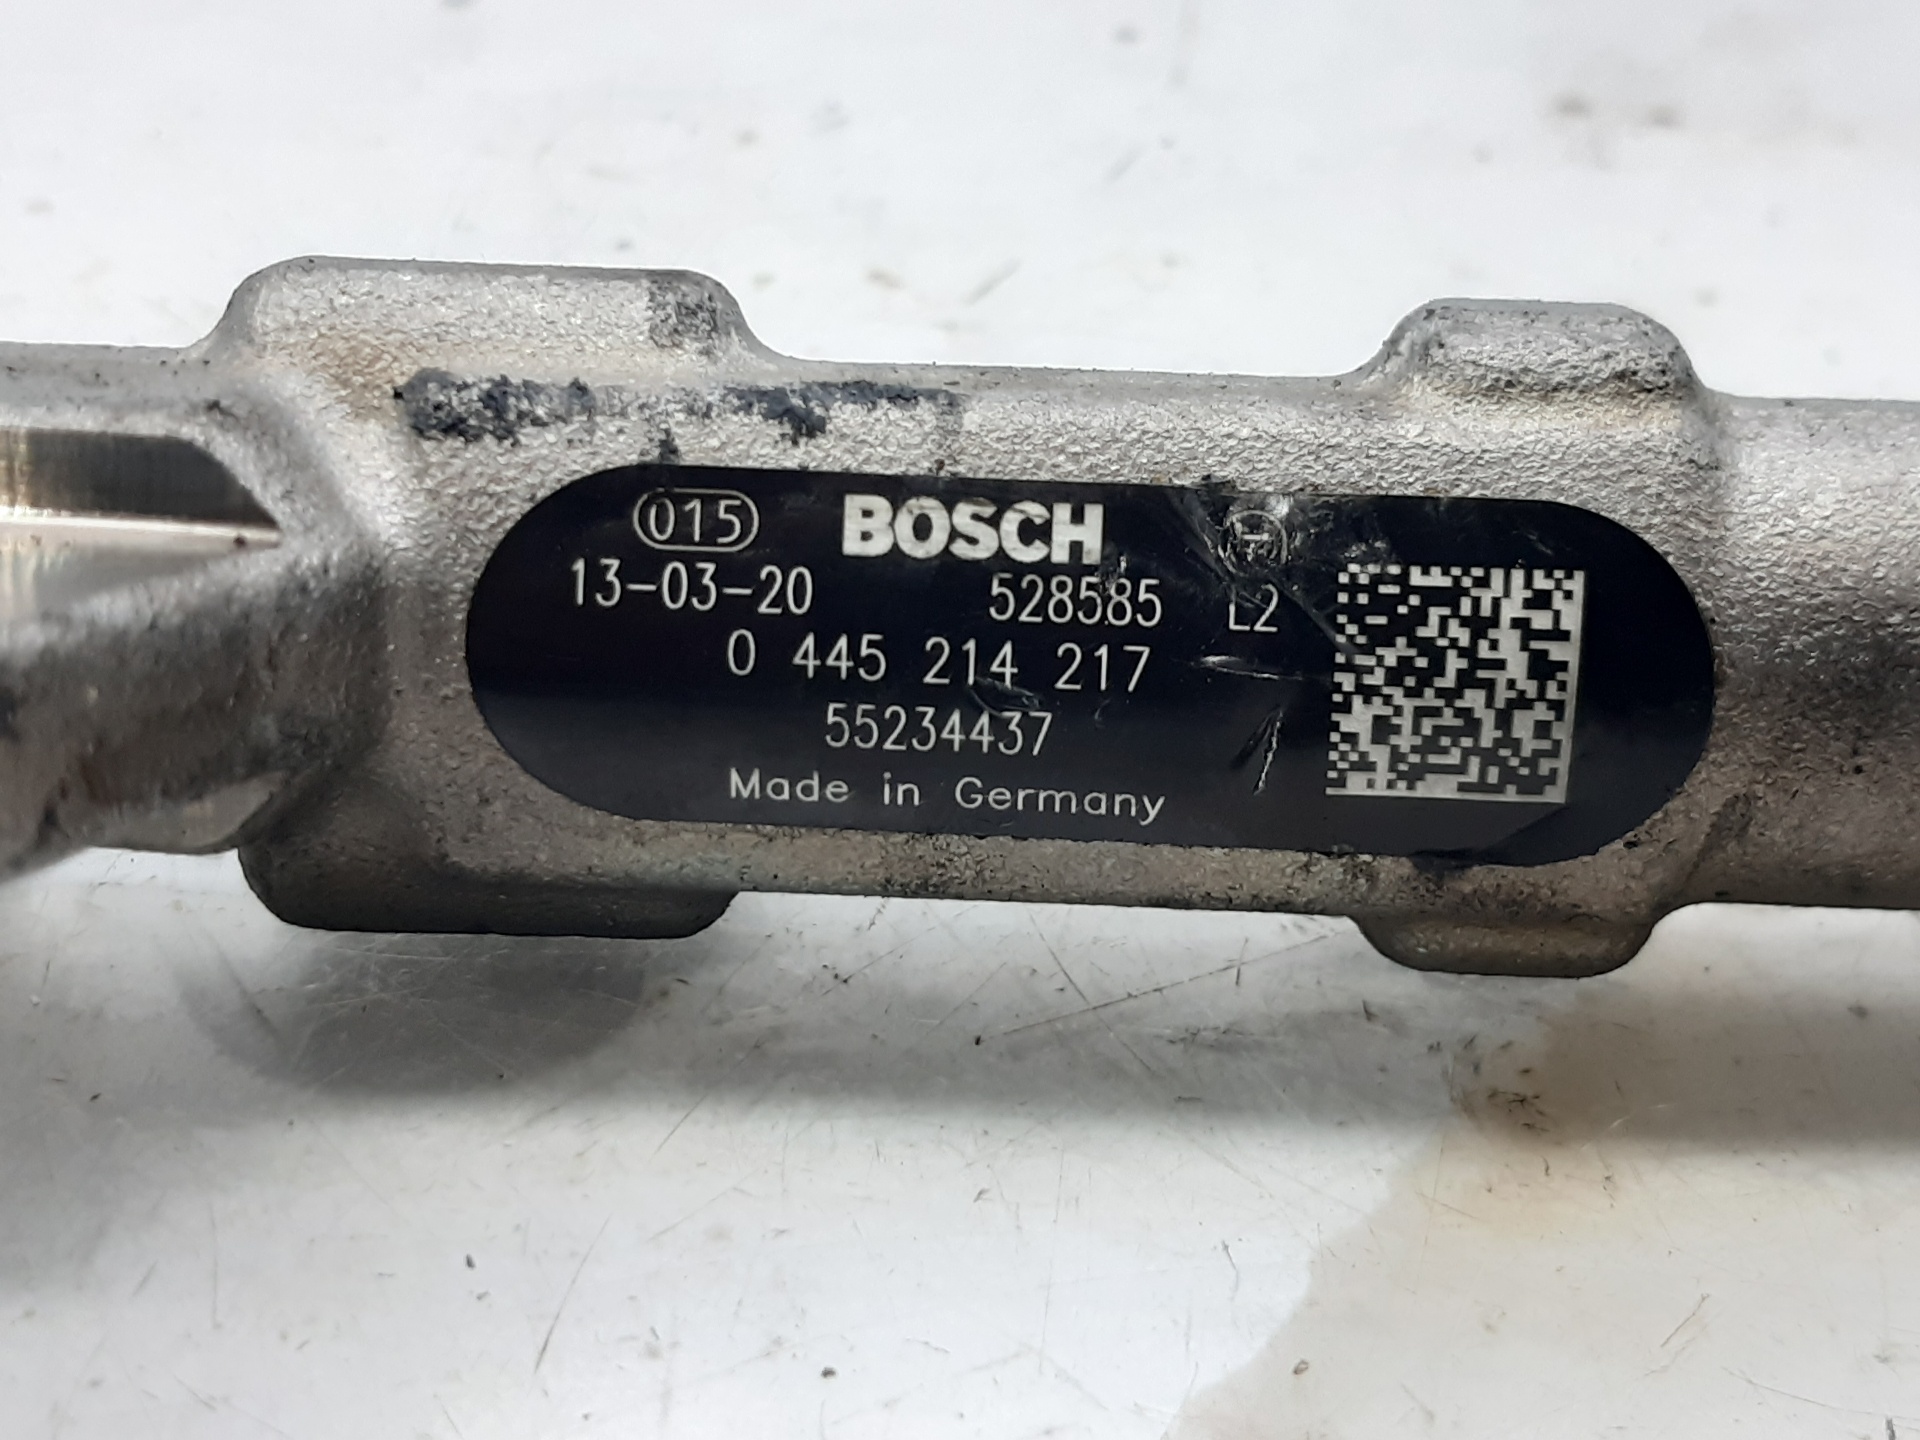 015 BOSCH
13-03-20 528585 L2
0 445 214 217
55234437
Made in Germany